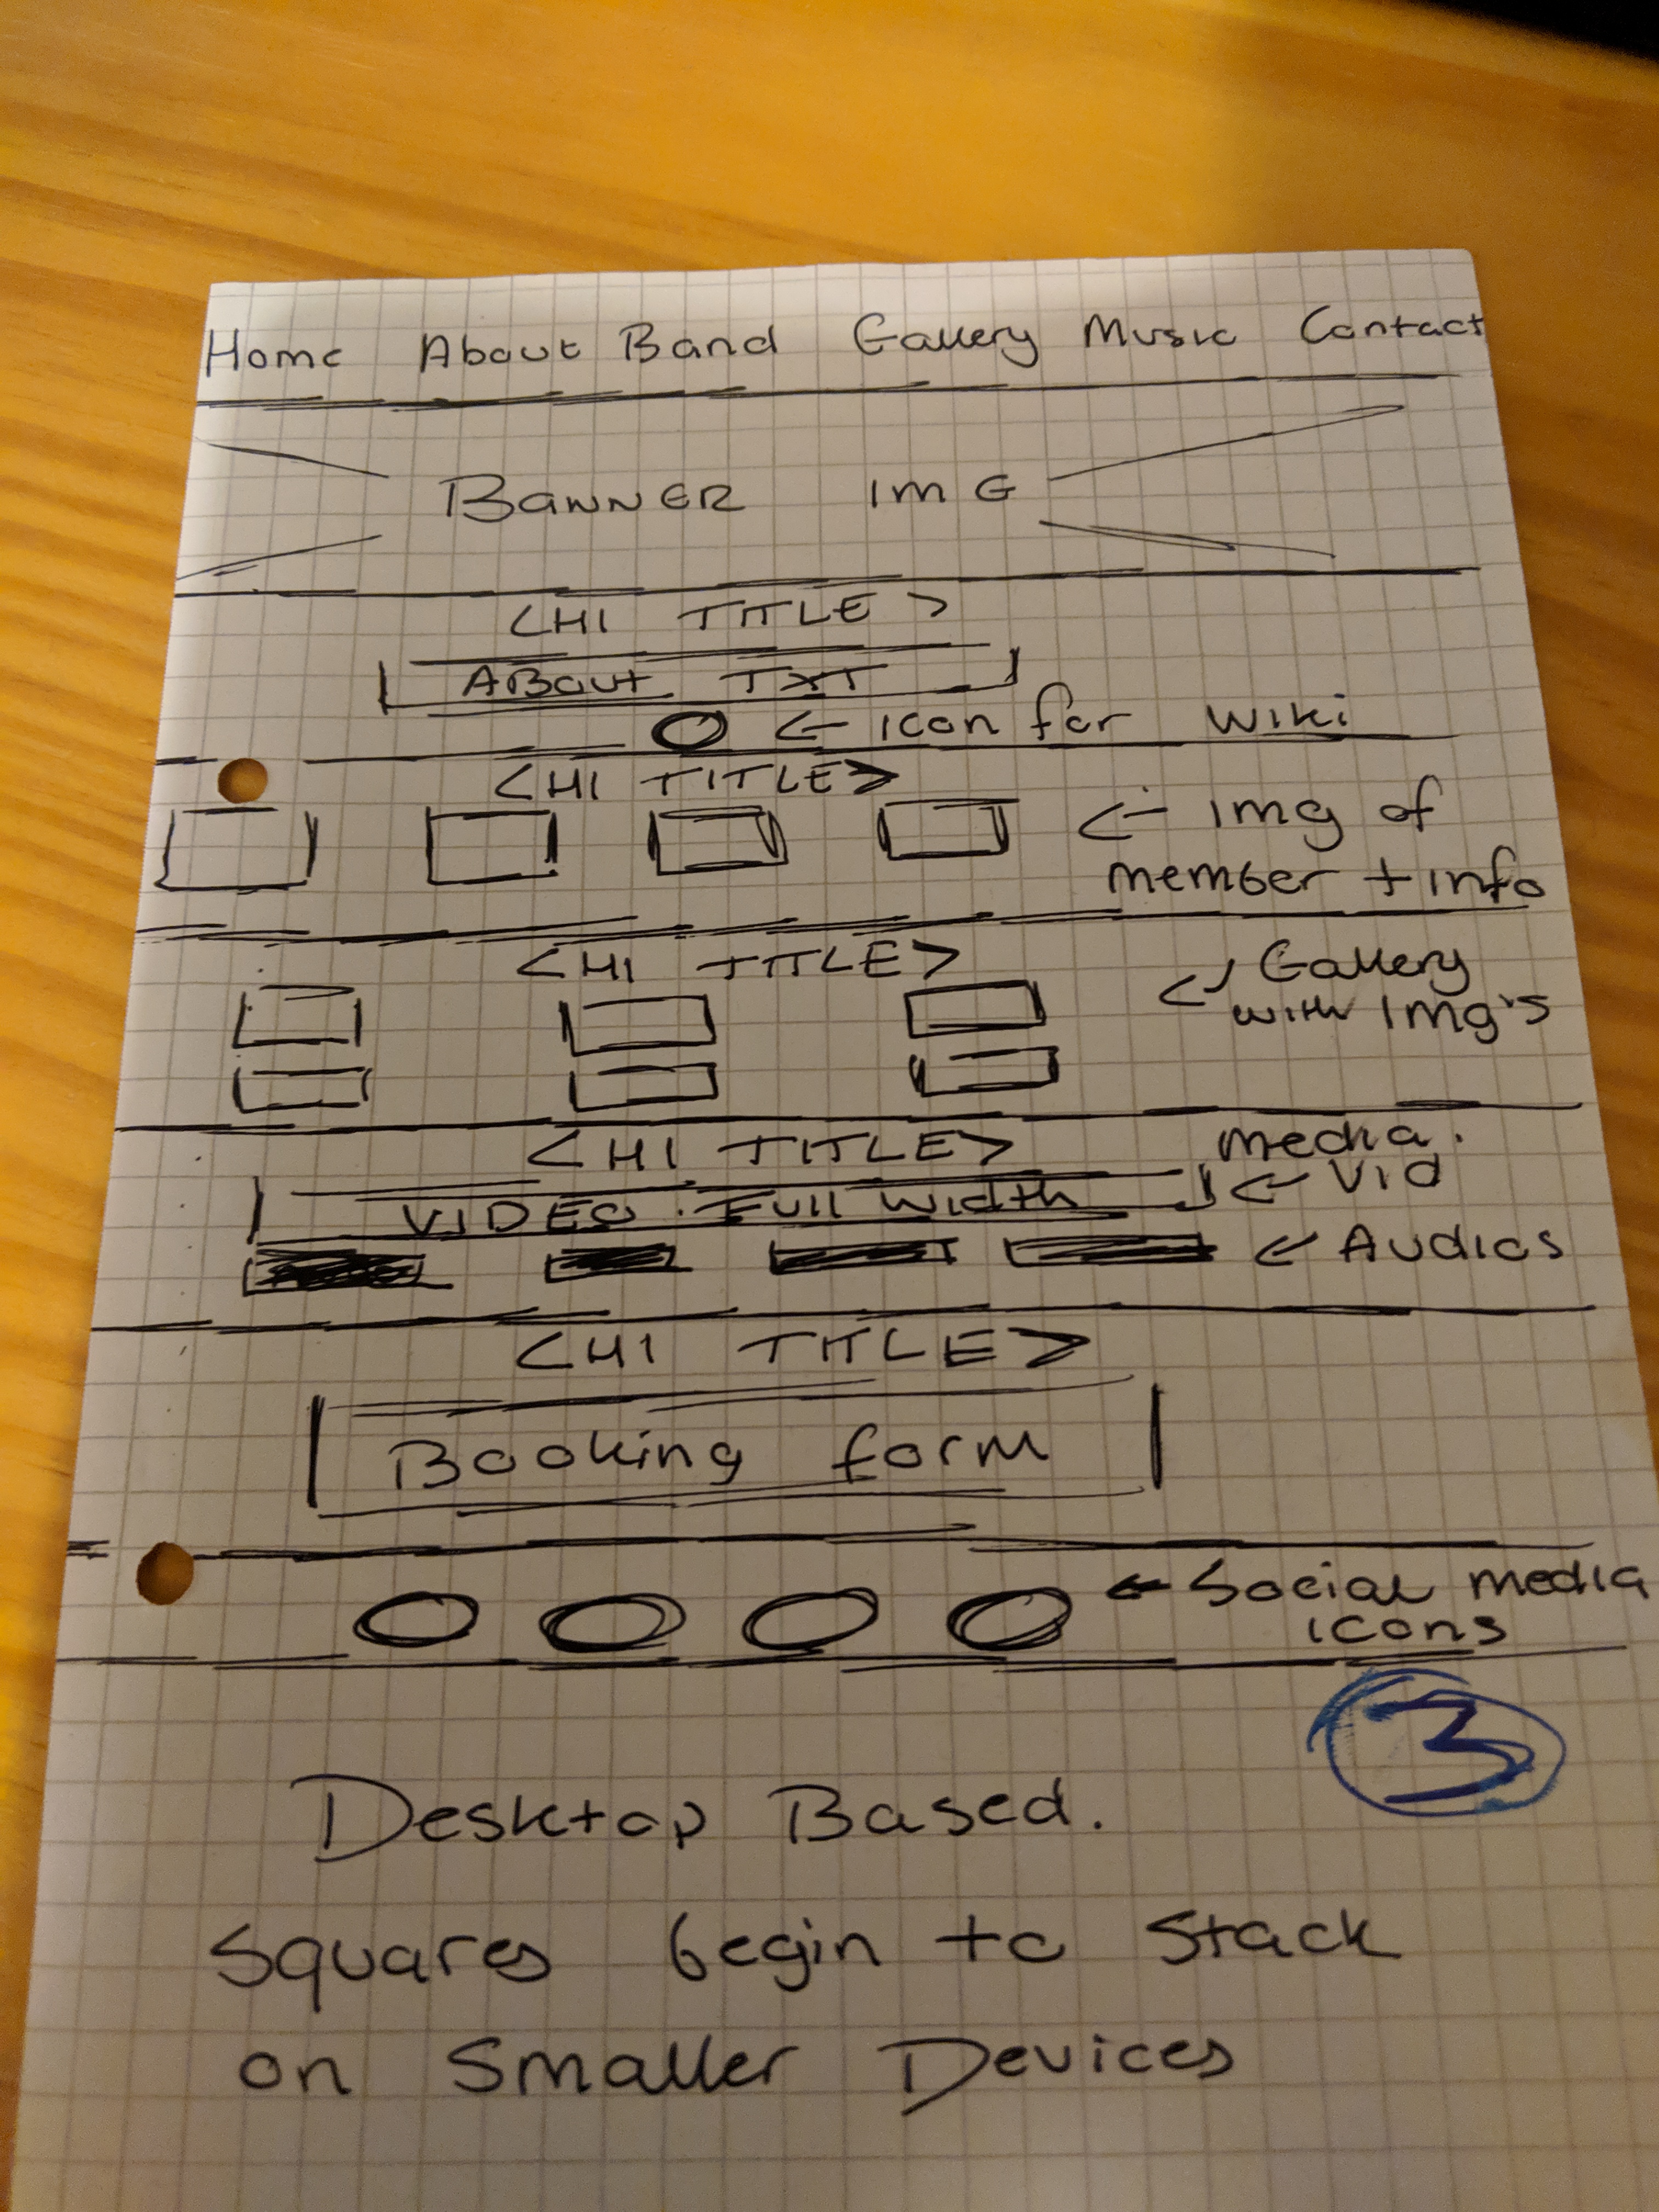 Home About Band Gallery Music Contact
BANNER IMG
<H1 TITLE>
ABout TXT
← icon for wiki
<H1 TITLE>
← img of
member + info
<H1 TITLE>
← Gallery
with Img's
<H1 TITLE>
media.
← Vid
VIDEO. Full Width
← Audios
<H1 TITLE>
Booking form
← Social media
icons
3
Desktop Based.
Squares begin to Stack
on Smaller Devices